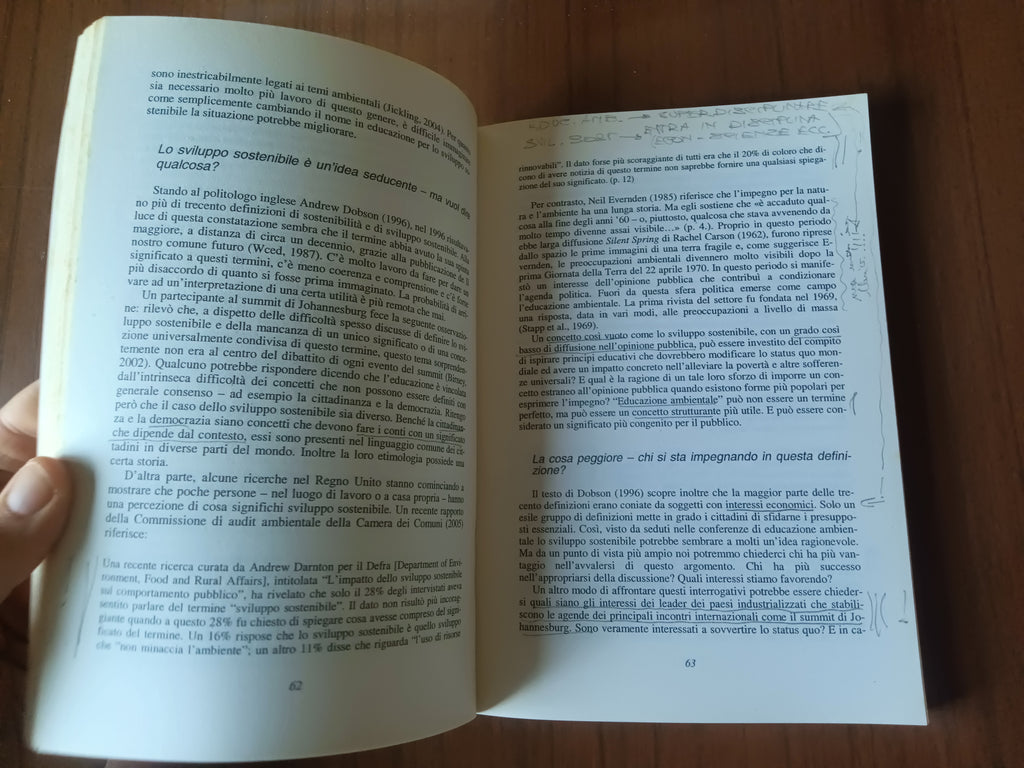 sono inestricabilmente legati ai temi ambientali (Jickling, 2004). Per quanto
sia necessario molto più lavoro di questo genere, è difficile immaginare
come semplicemente cambiando il nome in educazione per lo sviluppo so-
stenibile la situazione potrebbe migliorare.
Lo sviluppo sostenibile è un'idea seducente – ma vuol dire
qualcosa?
Stando al politologo inglese Andrew Dobson (1996), nel 1996 risultava-
no più di trecento definizioni di sostenibilità e di sviluppo sostenibile. Alla
luce di questa constatazione sembra che il termine abbia avuto la sua spinta
maggiore, a distanza di circa un decennio, grazie alla pubblicazione de Il
nostro comune futuro (Wced, 1987). C'è molto lavoro da fare per dare un
significato a questi termini, c'è meno coerenza e comprensione e c'è forse
più disaccordo di quanto si fosse prima immaginato. La probabilità di arri-
vare ad un'interpretazione di una certa utilità è più remota che mai.
Un partecipante al summit di Johannesburg fece la seguente osservazio-
ne: rilevò che, a dispetto delle difficoltà spesso discusse di definire lo svi-
luppo sostenibile e della mancanza di un unico significato o di una conce-
zione universalmente condivisa di questo termine, questo tema sorprenden-
temente non era al centro del dibattito di ogni evento del summit (Bisney,
2002). Qualcuno potrebbe rispondere dicendo che l'educazione è vincolata
dall'intrinseca difficoltà dei concetti che non possono essere definiti con
generale consenso – ad esempio la cittadinanza e la democrazia. Ritengo
però che il caso dello sviluppo sostenibile sia diverso. Benché la cittadinan-
za e la democrazia siano concetti che devono fare i conti con un significato
che dipende dal contesto, essi sono presenti nel linguaggio comune dei cit-
tadini in diverse parti del mondo. Inoltre la loro etimologia possiede una
certa storia.
D'altra parte, alcune ricerche nel Regno Unito stanno cominciando a
mostrare che poche persone – nel luogo di lavoro o a casa propria – hanno
una percezione di cosa significhi sviluppo sostenibile. Un recente rapporto
della Commissione di audit ambientale della Camera dei Comuni (2005)
riferisce:
Una recente ricerca curata da Andrew Darnton per il Defra [Department of Envi-
ronment, Food and Rural Affairs], intitolata "L'impatto dello sviluppo sostenibile
sul comportamento pubblico", ha rivelato che solo il 28% degli intervistati aveva
sentito parlare del termine "sviluppo sostenibile". Il dato non risultò più incorag-
giante quando a questo 28% fu chiesto di spiegare cosa avesse compreso del signi-
ficato del termine. Un 16% rispose che lo sviluppo sostenibile è quello sviluppo
che "non minaccia l'ambiente"; un altro 11% disse che riguarda "l'uso di risorse
62
EDUC. AMB. → SUPERDISCIPLINARE
SVIL. SOST → ENTRA IN DISCIPLINA
ECON - SCIENZE ECC.
rinnovabili". Il dato forse più scoraggiante di tutti era che il 20% di coloro che di-
cono di avere notizia di questo termine non saprebbe fornire una qualsiasi spiega-
zione del suo significato. (p. 12)
Per contrasto, Neil Evernden (1985) riferisce che l'impegno per la natu-
ra e l'ambiente ha una lunga storia. Ma egli sostiene che «è accaduto qual-
cosa alla fine degli anni '60 – o, piuttosto, qualcosa che stava avvenendo da
molto tempo divenne assai visibile…» (p. 4.). Proprio in questo periodo
ebbe larga diffusione Silent Spring di Rachel Carson (1962), furono riprese
dallo spazio le prime immagini di una terra fragile e, come suggerisce E-
vernden, le preoccupazioni ambientali divennero molto visibili dopo la
prima Giornata della Terra del 22 aprile 1970. In questo periodo si manife-
stò un interesse dell'opinione pubblica che contribuì a condizionare
l'agenda politica. Fuori da questa sfera politica emerse come campo
l'educazione ambientale. La prima rivista del settore fu fondata nel 1969,
una risposta, data in vari modi, alle preoccupazioni a livello di massa
(Stapp et al., 1969).
Un concetto così vuoto come lo sviluppo sostenibile, con un grado così
basso di diffusione nell'opinione pubblica, può essere investito del compito
di ispirare principi educativi che dovrebbero modificare lo status quo mon-
diale ed avere un impatto concreto nell'alleviare la povertà e altre sofferen-
ze universali? E qual è la ragione di un tale loro sforzo di imporre un con-
cetto estraneo all'opinione pubblica quando esistono forme più popolari per
esprimere l'impegno? "Educazione ambientale" può non essere un termine
perfetto, ma può essere un concetto strutturante più utile. E può essere con-
siderato un significato più congenito per il pubblico.
La cosa peggiore – chi si sta impegnando in questa defini-
zione?
Il testo di Dobson (1996) scopre inoltre che la maggior parte delle tre-
cento definizioni erano coniate da soggetti con interessi economici. Solo un
esile gruppo di definizioni mette in grado i cittadini di sfidarne i presuppo-
sti essenziali. Così, visto da seduti nelle conferenze di educazione ambien-
tale lo sviluppo sostenibile potrebbe sembrare a molti un'idea ragionevole.
Ma da un punto di vista più ampio noi potremmo chiederci chi ha più van-
taggio nell'avvalersi di questo argomento. Chi ha più successo
nell'appropriarsi della discussione? Quali interessi stiamo favorendo?
Un altro modo di affrontare questi interrogativi potrebbe essere chieder-
si quali siano gli interessi dei leader dei paesi industrializzati che stabili-
scono le agende dei principali incontri internazionali come il summit di Jo-
hannesburg. Sono veramente interessati a sovvertire lo status quo? E in ca-
63